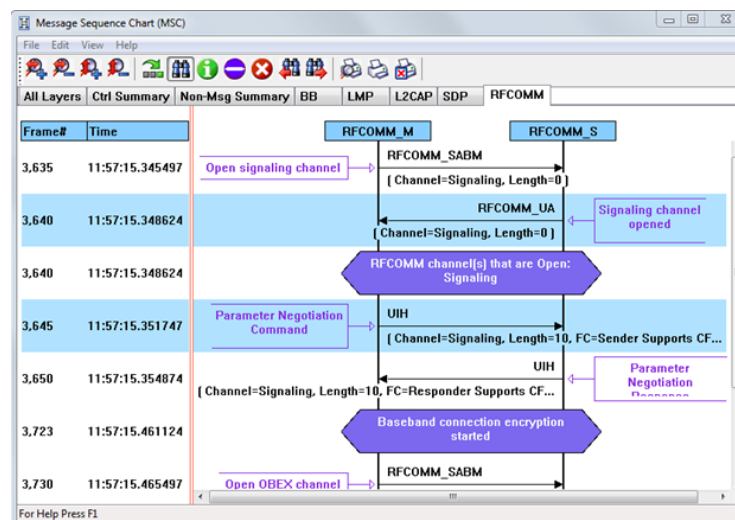 Message Sequence Chart (MSC)
File Edit View Help
All Layers Ctrl Summary Non-Msg Summary BB LMP L2CAP SDP RFCOMM
Frame# Time RFCOMM_M RFCOMM_S
3,635 11:57:15.345497 Open signaling channel RFCOMM_SABM
( Channel=Signaling, Length=0 )
3,640 11:57:15.348624 RFCOMM_UA Signaling channel opened
( Channel=Signaling, Length=0 )
3,640 11:57:15.348624 RFCOMM channel(s) that are Open:
Signaling
3,645 11:57:15.351747 Parameter Negotiation Command UIH
( Channel=Signaling, Length=10, FC=Sender Supports CF...
3,650 11:57:15.354874 UIH Parameter Negotiation Response
( Channel=Signaling, Length=10, FC=Responder Supports CF...
3,723 11:57:15.461124 Baseband connection encryption
started
3,730 11:57:15.465497 Open OBEX channel RFCOMM_SABM
For Help Press F1